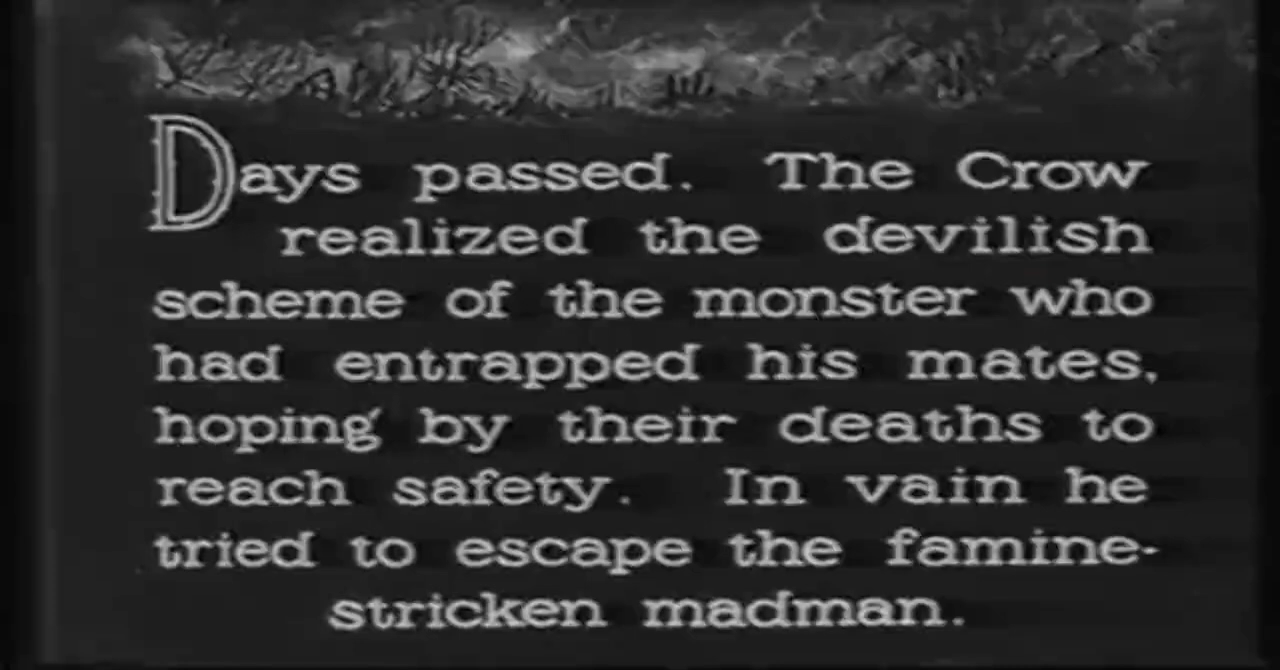 Days passed. The Crow
realized the devilish
scheme of the monster who
had entrapped his mates,
hoping by their deaths to
reach safety. In vain he
tried to escape the famine-
stricken madman.